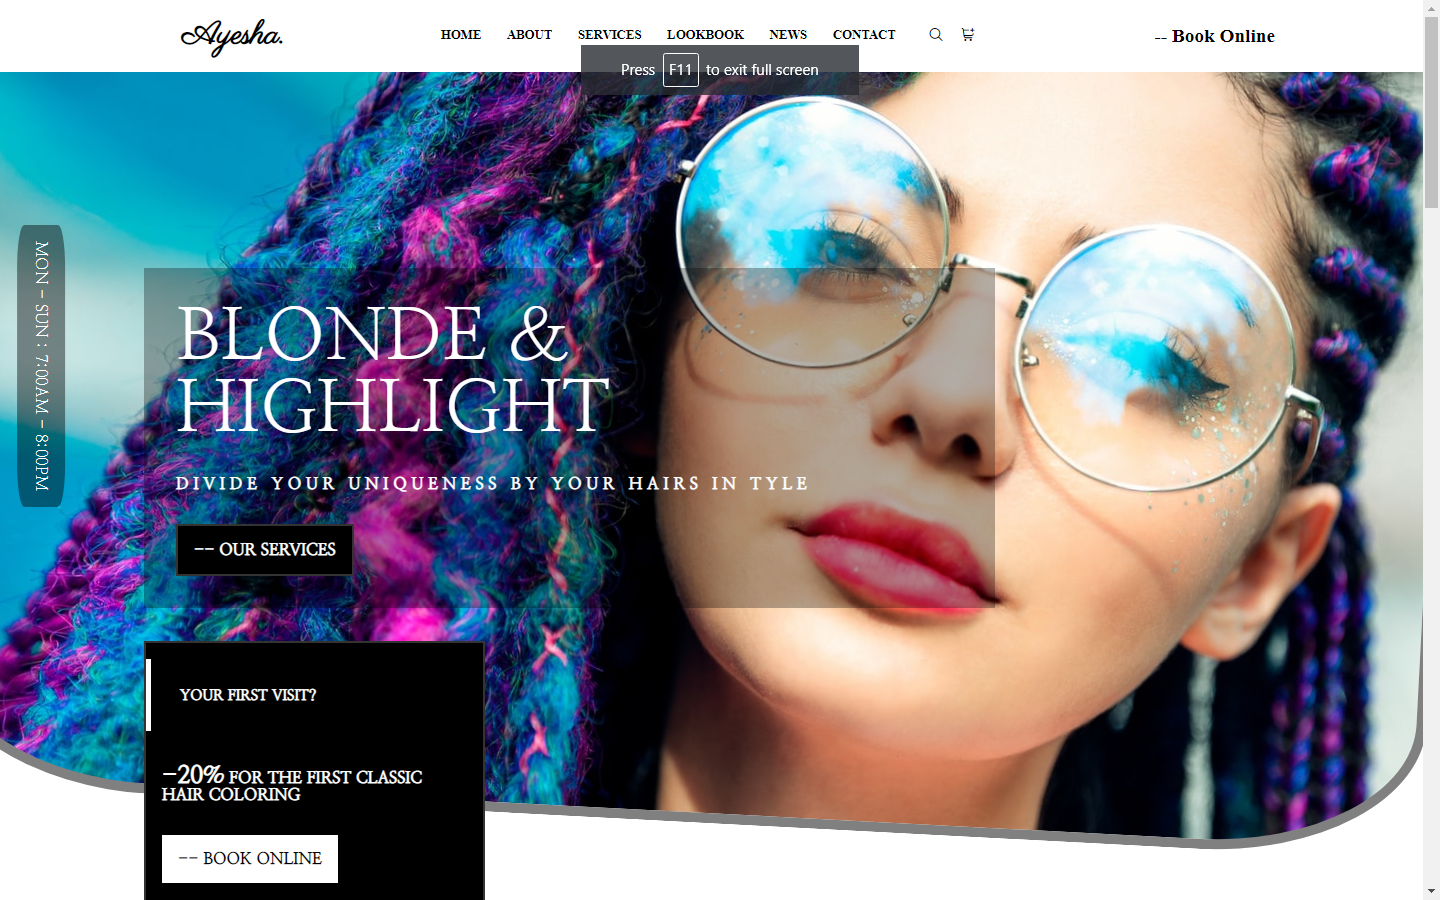 Ayesha.
HOME ABOUT SERVICES LOOKBOOK NEWS CONTACT
-- Book Online
Press F11 to exit full screen
MON - SUN : 7:00AM - 8:00PM
BLONDE &
HIGHLIGHT
DIVIDE YOUR UNIQUENESS BY YOUR HAIRS IN TYLE
-- OUR SERVICES
YOUR FIRST VISIT?
-20% FOR THE FIRST CLASSIC
HAIR COLORING
-- BOOK ONLINE